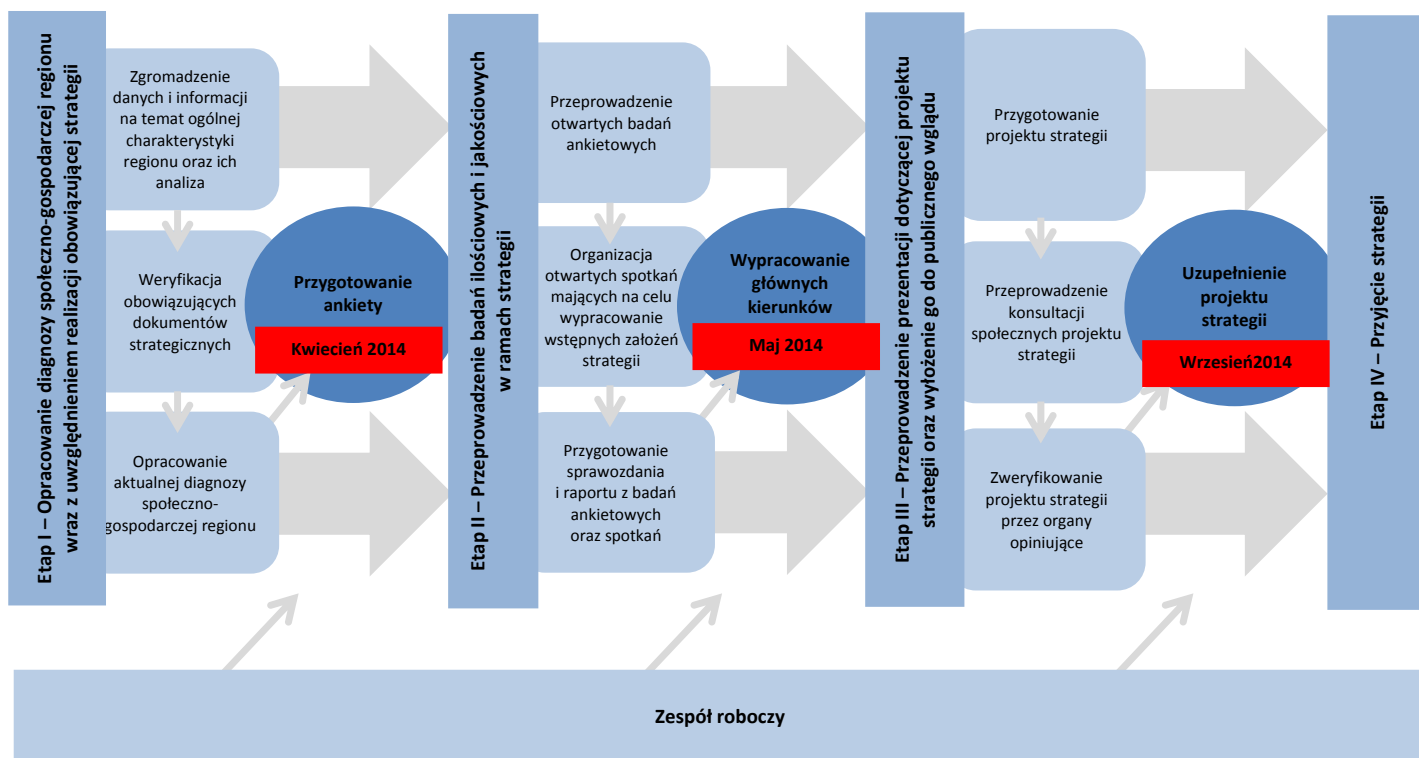 Etap I – Opracowanie diagnozy społeczno-gospodarczej regionu
wraz z uwzględnieniem realizacji obowiązującej strategii
Zgromadzenie
danych i informacji
na temat ogólnej
charakterystyki
regionu oraz ich
analiza
Weryfikacja
obowiązujących
dokumentów
strategicznych
Opracowanie
aktualnej diagnozy
społeczno-
gospodarczej regionu
Przygotowanie
ankiety
Kwiecień 2014
Etap II – Przeprowadzenie badań ilościowych i jakościowych
w ramach strategii
Przeprowadzenie
otwartych badań
ankietowych
Organizacja
otwartych spotkań
mających na celu
wypracowanie
wstępnych założeń
strategii
Przygotowanie
sprawozdania
i raportu z badań
ankietowych
oraz spotkań
Wypracowanie
głównych
kierunków
Maj 2014
Etap III – Przeprowadzenie prezentacji dotyczącej projektu
strategii oraz wyłożenie go do publicznego wglądu
Przygotowanie
projektu strategii
Przeprowadzenie
konsultacji
społecznych projektu
strategii
Zweryfikowanie
projektu strategii
przez organy
opiniujące
Uzupełnienie
projektu
strategii
Wrzesień2014
Etap IV – Przyjęcie strategii
Zespół roboczy